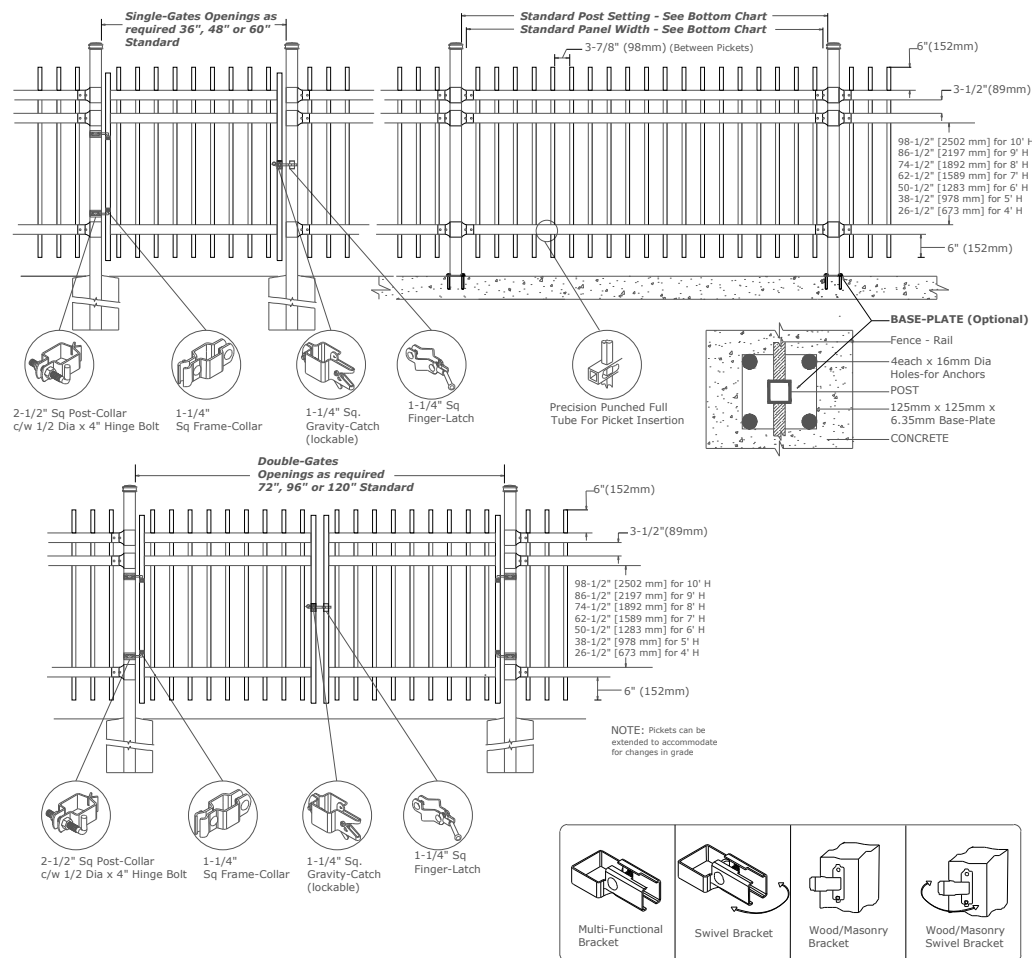 Single-Gates Openings as
required 36", 48" or 60"
Standard
Standard Post Setting - See Bottom Chart
Standard Panel Width - See Bottom Chart
3-7/8" (98mm) (Between Pickets)
6"(152mm)
3-1/2"(89mm)
98-1/2" [2502 mm] for 10' H
86-1/2" [2197 mm] for 9' H
74-1/2" [1892 mm] for 8' H
62-1/2" [1589 mm] for 7' H
50-1/2" [1283 mm] for 6' H
38-1/2" [978 mm] for 5' H
26-1/2" [673 mm] for 4' H
6" (152mm)
BASE-PLATE (Optional)
Fence - Rail
4each x 16mm Dia
Holes-for Anchors
POST
125mm x 125mm x
6.35mm Base-Plate
CONCRETE
2-1/2" Sq Post-Collar
c/w 1/2 Dia x 4" Hinge Bolt
1-1/4"
Sq Frame-Collar
1-1/4" Sq.
Gravity-Catch
(lockable)
1-1/4" Sq
Finger-Latch
Precision Punched Full
Tube For Picket Insertion
Double-Gates
Openings as required
72", 96" or 120" Standard
6"(152mm)
3-1/2"(89mm)
98-1/2" [2502 mm] for 10' H
86-1/2" [2197 mm] for 9' H
74-1/2" [1892 mm] for 8' H
62-1/2" [1589 mm] for 7' H
50-1/2" [1283 mm] for 6' H
38-1/2" [978 mm] for 5' H
26-1/2" [673 mm] for 4' H
6" (152mm)
NOTE: Pickets can be
extended to accommodate
for changes in grade
2-1/2" Sq Post-Collar
c/w 1/2 Dia x 4" Hinge Bolt
1-1/4"
Sq Frame-Collar
1-1/4" Sq.
Gravity-Catch
(lockable)
1-1/4" Sq
Finger-Latch
Multi-Functional
Bracket
Swivel Bracket
Wood/Masonry
Bracket
Wood/Masonry
Swivel Bracket